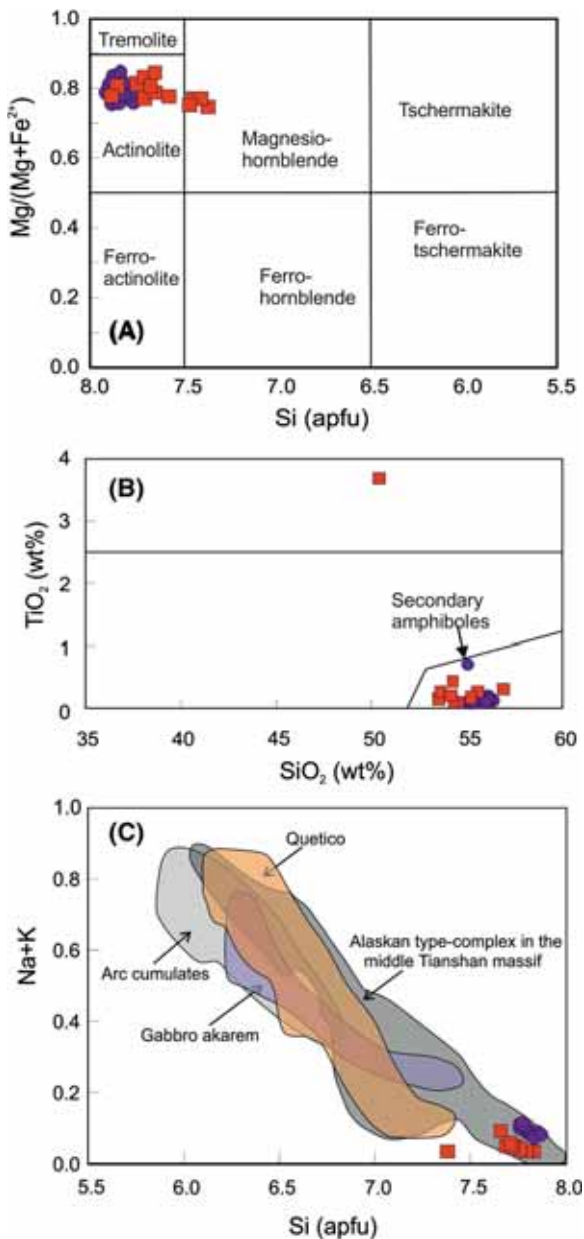 1.0
Tremolite
0.8
Tschermakite
Magnesio-
hornblende
0.6
Actinolite
Mg/(Mg+Fe²⁺)
0.4
Ferro-
actinolite
Ferro-
hornblende
Ferro-
tschermakite
0.2
(A)
0.0
8.0 7.5 7.0 6.5 6.0 5.5
Si (apfu)
4
(B)
3
TiO₂ (wt%)
2
Secondary
amphiboles
1
0
35 40 45 50 55 60
SiO₂ (wt%)
1.0
(C)
Quetico
0.8
Na+K
0.6
Arc cumulates
Alaskan type-complex in the
middle Tianshan massif
Gabbro akarem
0.4
0.2
0.0
5.5 6.0 6.5 7.0 7.5 8.0
Si (apfu)